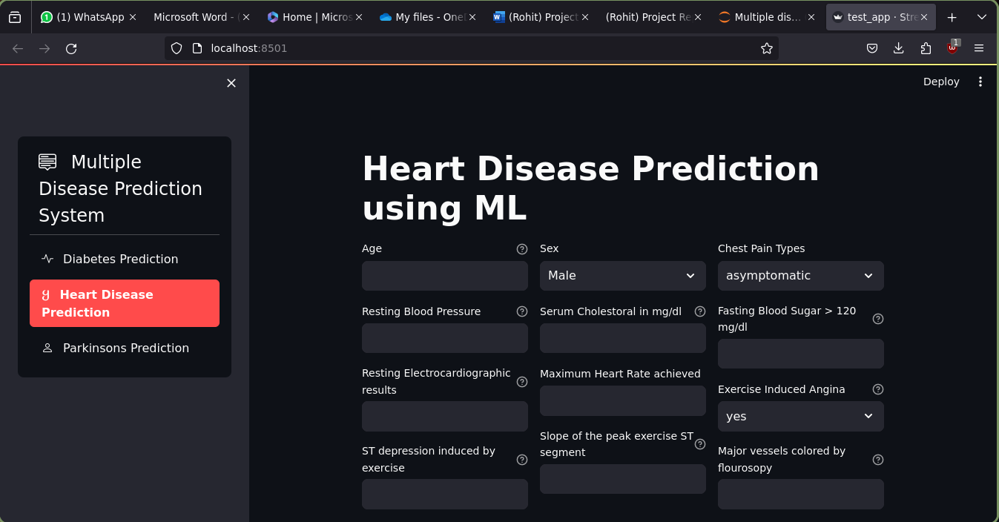 (1) WhatsApp
Microsoft Word - (
Home | Micros
My files - One
(Rohit) Project
(Rohit) Project Re
Multiple dis...
test_app · Stre
localhost:8501
1
Deploy
Multiple
Disease Prediction
System
Diabetes Prediction
Heart Disease
Prediction
Parkinsons Prediction
Heart Disease Prediction
using ML
Age
Sex
Male
Chest Pain Types
asymptomatic
Resting Blood Pressure
Serum Cholestoral in mg/dl
Fasting Blood Sugar > 120
mg/dl
Resting Electrocardiographic
results
Maximum Heart Rate achieved
Exercise Induced Angina
yes
ST depression induced by
exercise
Slope of the peak exercise ST
segment
Major vessels colored by
flourosopy